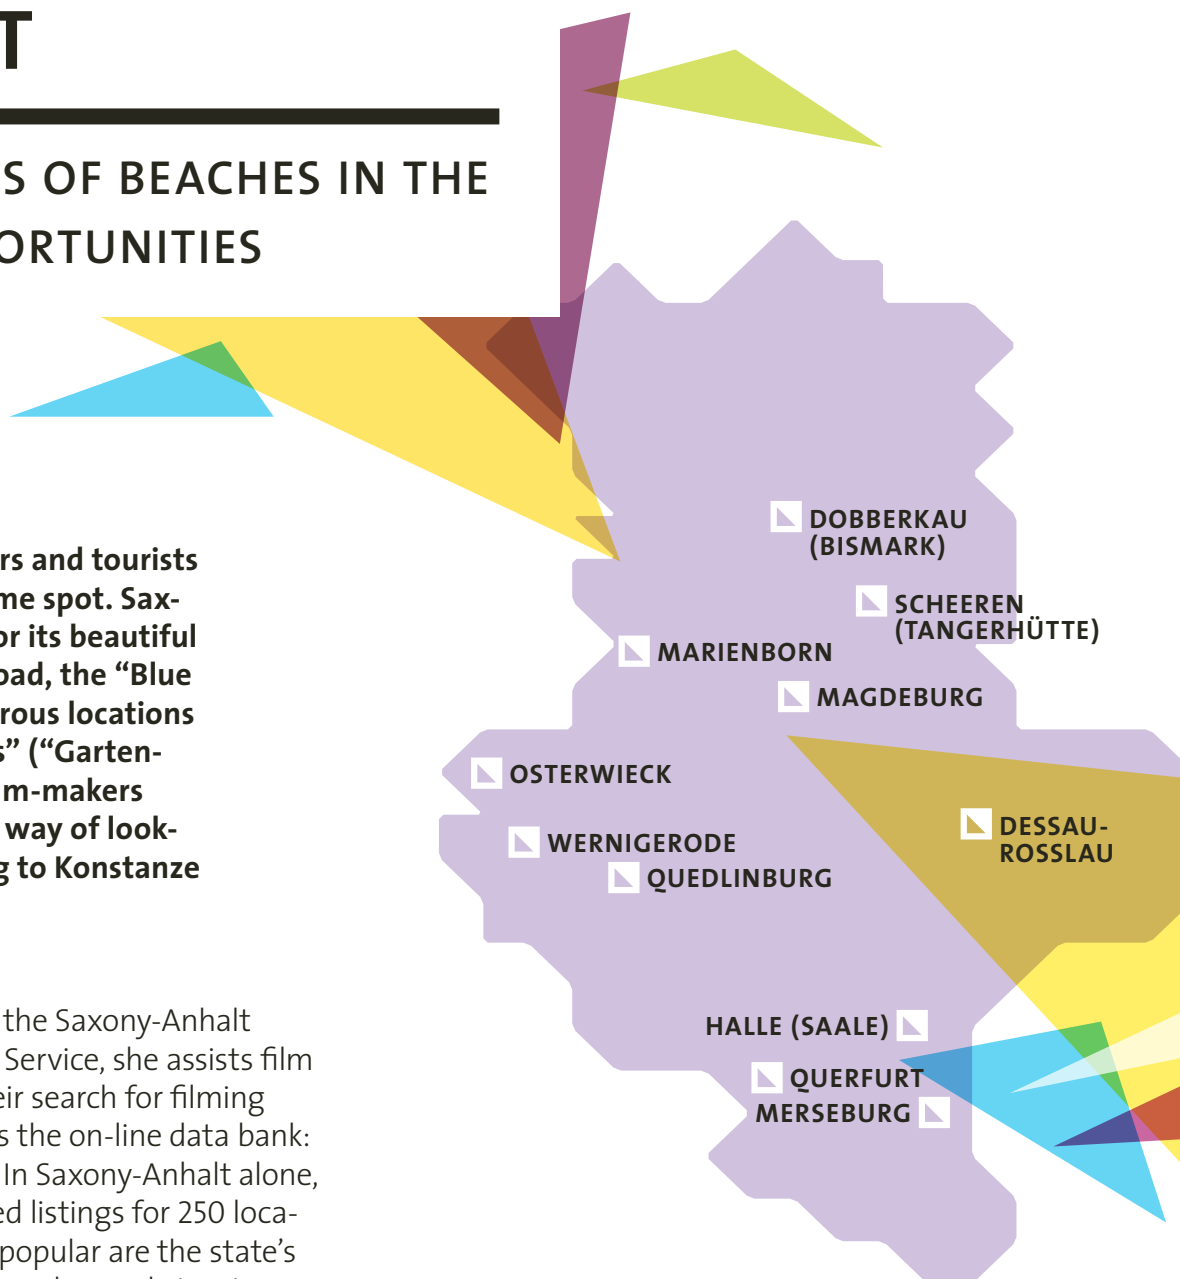 T
S OF BEACHES IN THE
ORTUNITIES
rs and tourists
me spot. Sax-
or its beautiful
oad, the “Blue
rous locations
s” (“Garten-
m-makers
way of look-
g to Konstanze
the Saxony-Anhalt
Service, she assists film
eir search for filming
s the on-line data bank:
In Saxony-Anhalt alone,
ed listings for 250 loca-
popular are the state’s
DOBBERKAU
(BISMARK)
SCHEEREN
(TANGERHÜTTE)
MARIENBORN
MAGDEBURG
OSTERWIECK
DESSAU-
ROSSLAU
WERNIGERODE
QUEDLINBURG
HALLE (SAALE)
QUERFURT
MERSEBURG